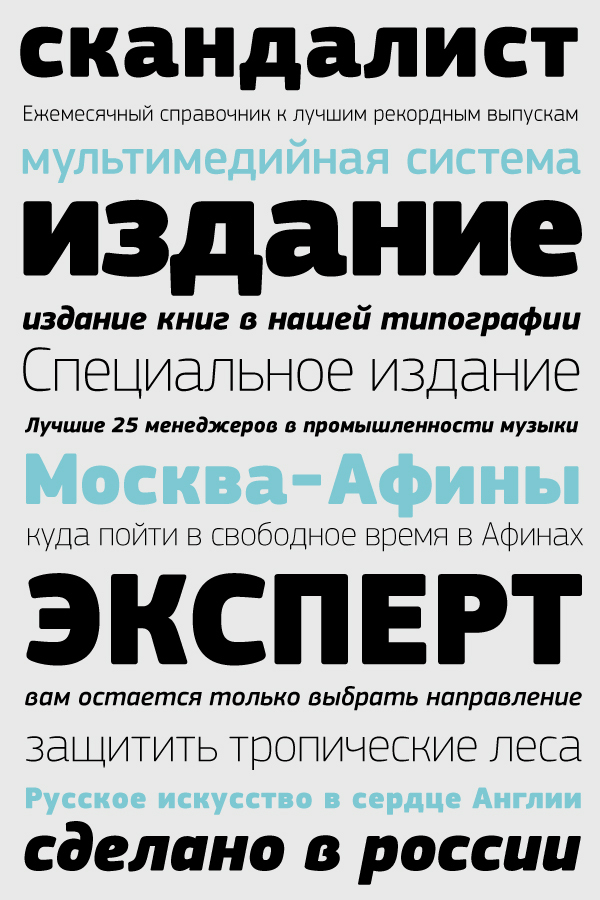 скандалист
Ежемесячный справочник к лучшим рекордным выпускам
мультимедийная система
издание
издание книг в нашей типографии
Специальное издание
Лучшие 25 менеджеров в промышленности музыки
Москва-Афины
куда пойти в свободное время в Афинах
ЭКСПЕРТ
вам остается только выбрать направление
защитить тропические леса
Русское искусство в сердце Англии
сделано в россии